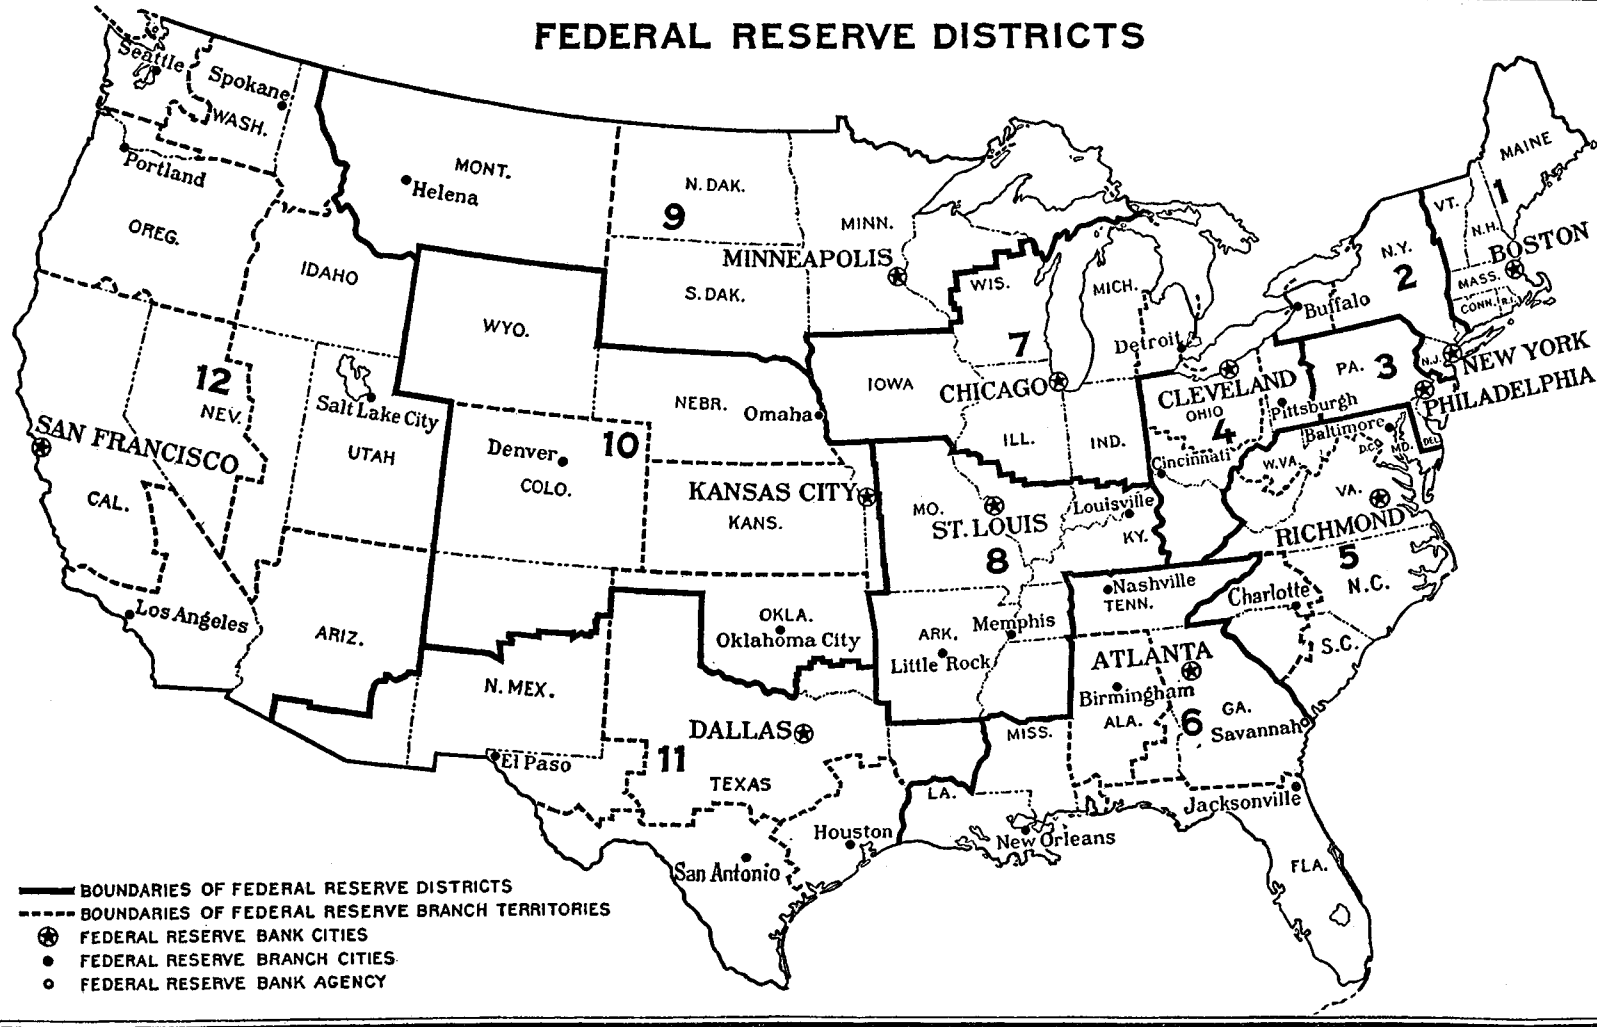 FEDERAL RESERVE DISTRICTS
Seattle
Spokane
WASH.
Portland
OREG.
MONT.
Helena
IDAHO
N. DAK.
9
MINN.
MINNEAPOLIS
S. DAK.
WYO.
WIS.
MICH.
7
Detroit
MAINE
VT.
1
N.H.
BOSTON
MASS.
CONN.
R.I.
N.Y.
2
Buffalo
N.J.
NEW YORK
PA.
3
PHILADELPHIA
12
NEV.
SAN FRANCISCO
CAL.
Los Angeles
Salt Lake City
UTAH
ARIZ.
IOWA
CHICAGO
NEBR.
Omaha
10
Denver
COLO.
KANSAS CITY
KANS.
ILL.
IND.
CLEVELAND
OHIO
4
Cincinnati
Pittsburgh
Baltimore
D.C.
MD.
DEL.
W.VA.
VA.
RICHMOND
5
N.C.
Charlotte
S.C.
MO.
ST. LOUIS
8
Louisville
KY.
Nashville
TENN.
Memphis
ARK.
Little Rock
OKLA.
Oklahoma City
N. MEX.
El Paso
DALLAS
11
TEXAS
Houston
San Antonio
LA.
New Orleans
MISS.
ATLANTA
Birmingham
ALA.
6
GA.
Savannah
Jacksonville
FLA.
BOUNDARIES OF FEDERAL RESERVE DISTRICTS
BOUNDARIES OF FEDERAL RESERVE BRANCH TERRITORIES
FEDERAL RESERVE BANK CITIES
FEDERAL RESERVE BRANCH CITIES
FEDERAL RESERVE BANK AGENCY